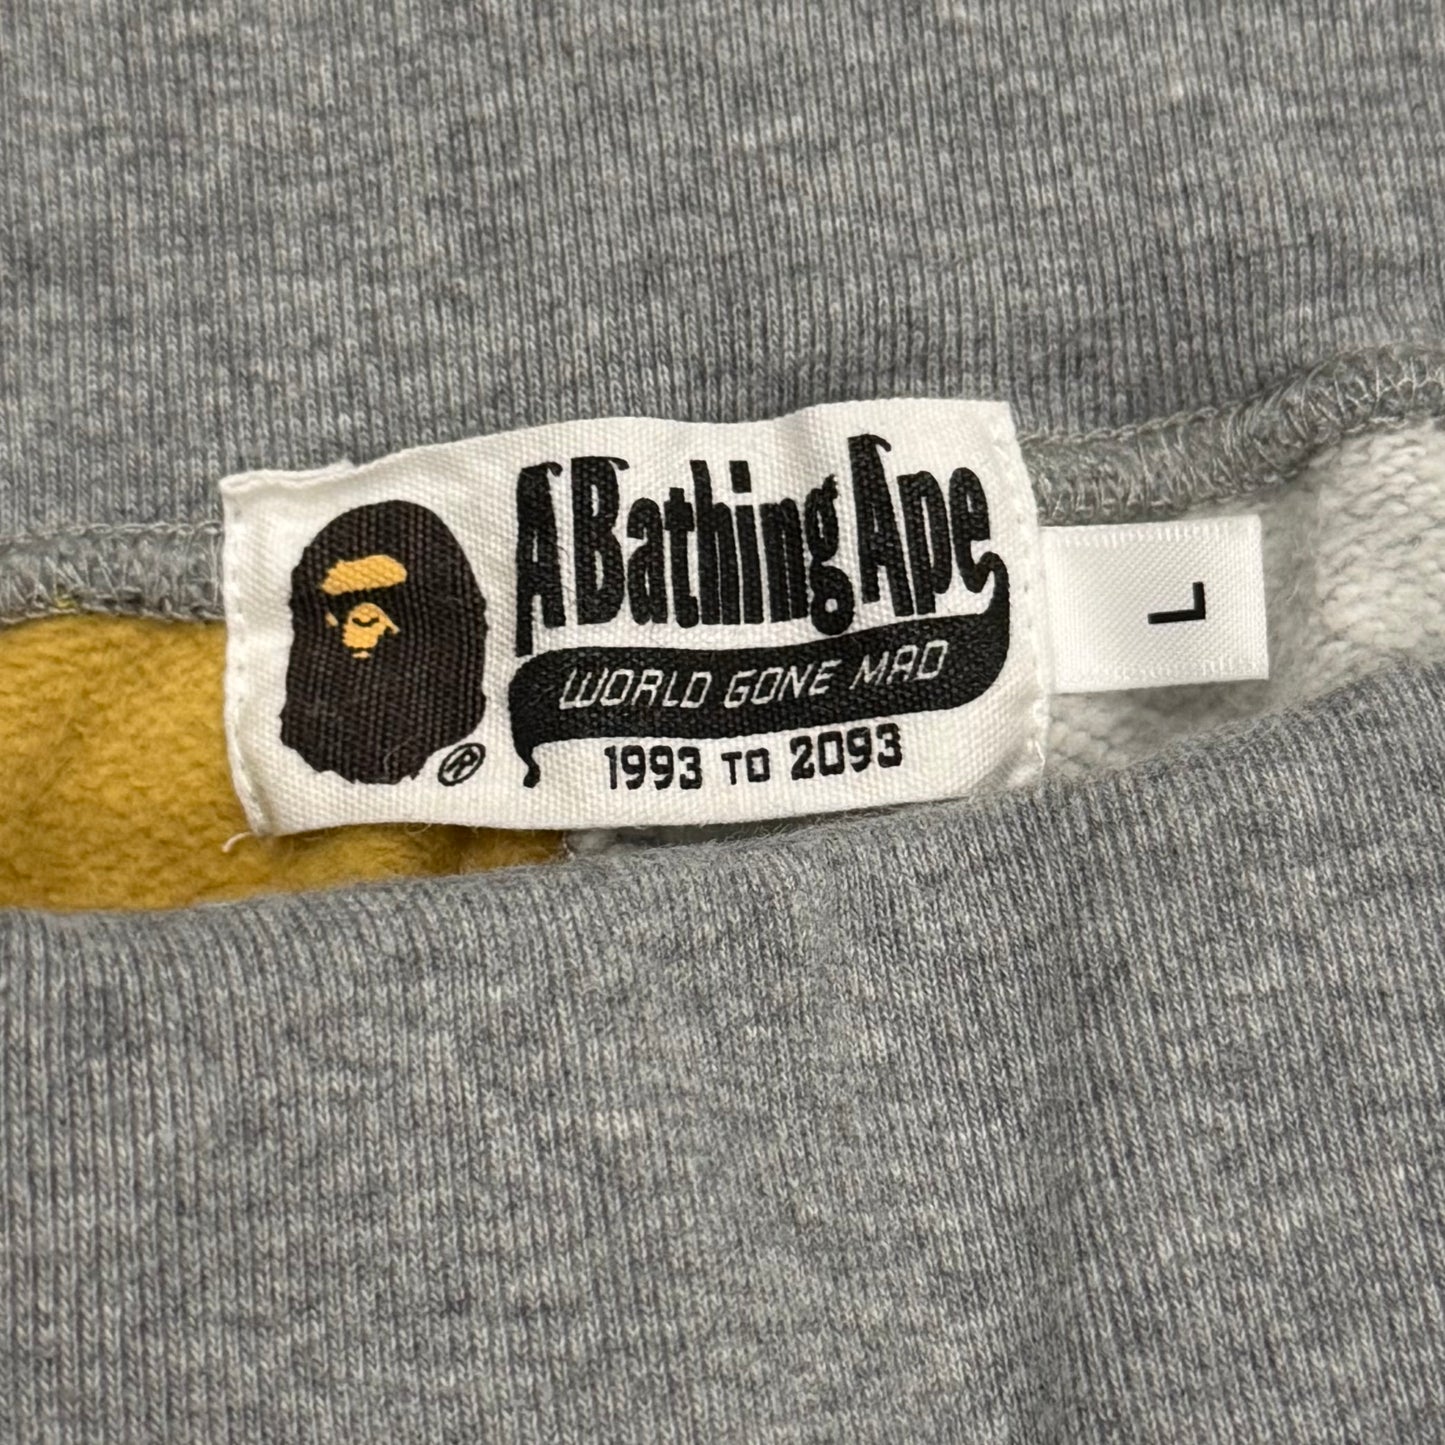 A Bathing Ape
WORLD GONE MAD
1993 TO 2093
®
L